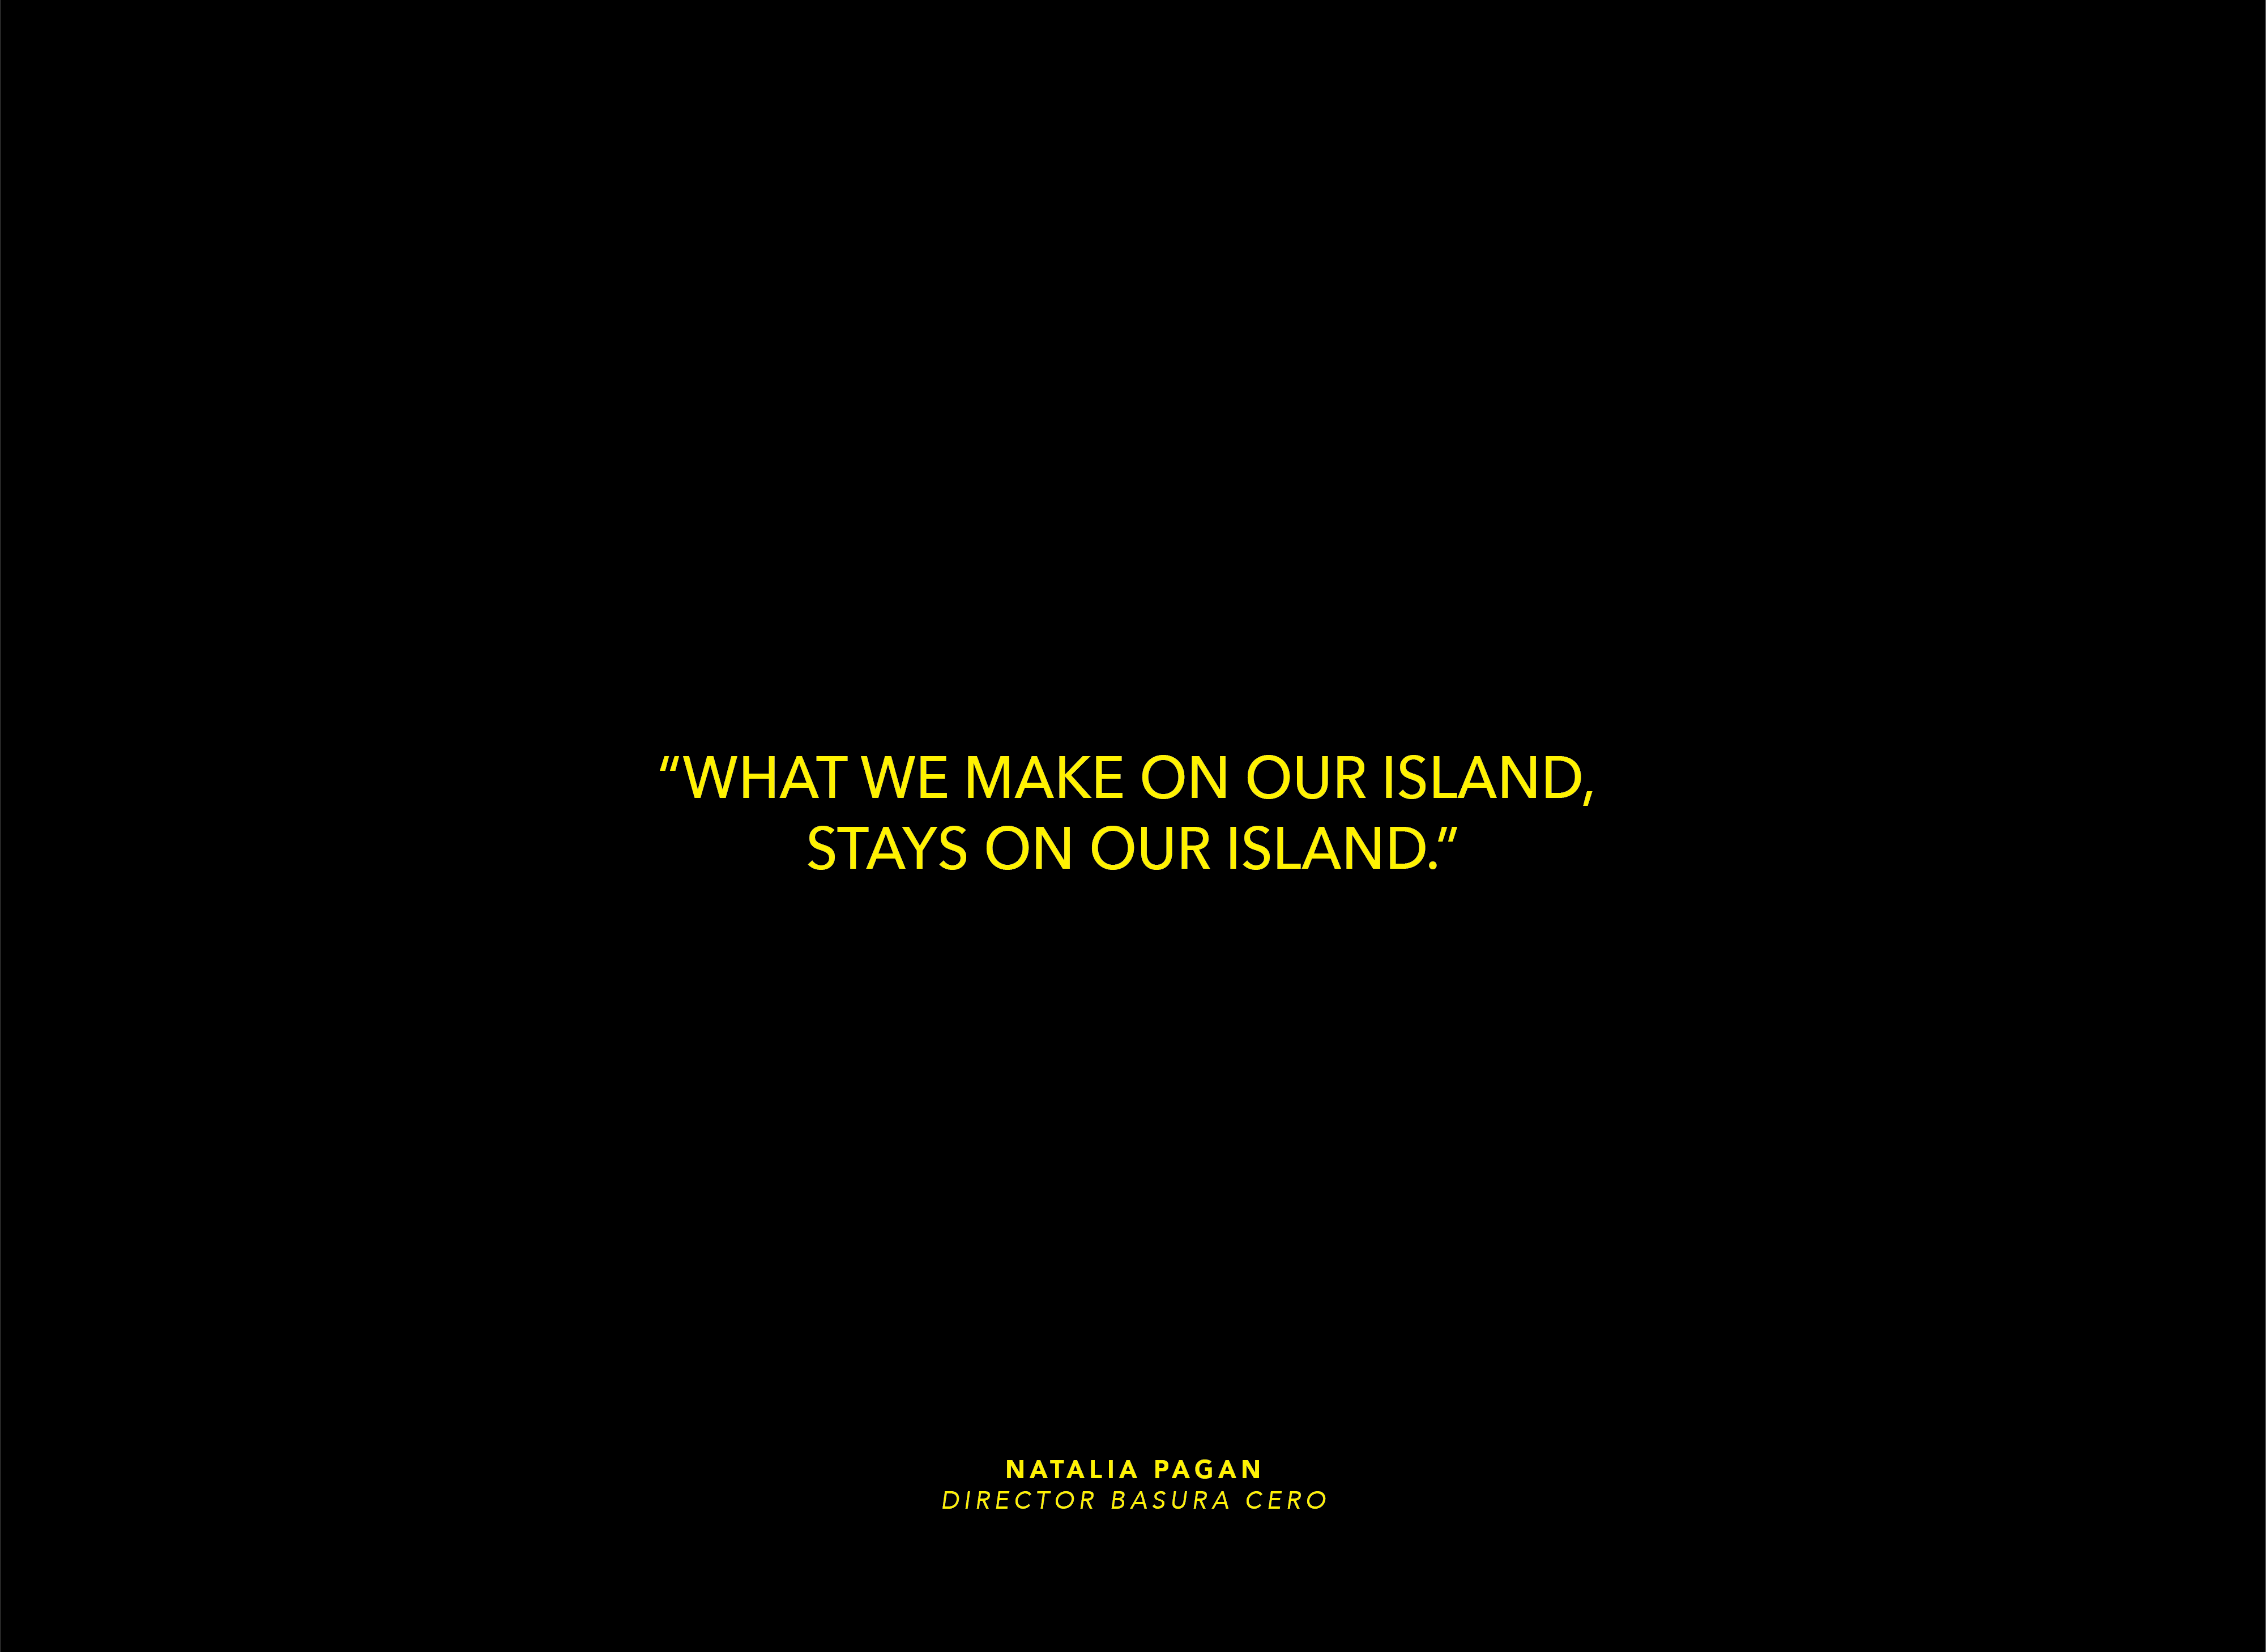 “WHAT WE MAKE ON OUR ISLAND,
STAYS ON OUR ISLAND.”
NATALIA PAGAN
DIRECTOR BASURA CERO